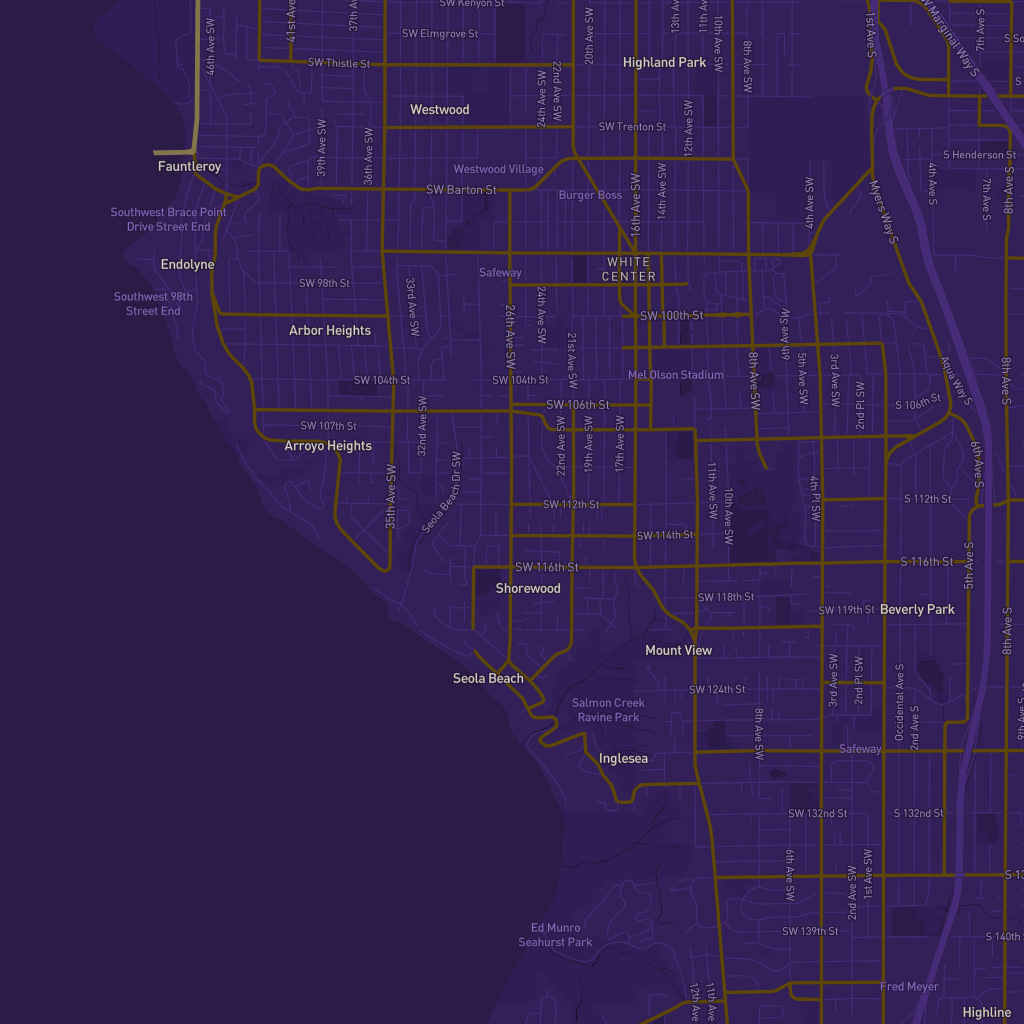 SW Kenyon St
SW Marginal Way S
46th Ave SW
41st Ave
37th Ave
20th Ave SW
13th Ave
11th Ave
10th Ave SW
8th Ave SW
1st Ave S
7th Ave S
SW Elmgrove St
Highland Park
SW Thistle St
24th Ave SW
22nd Ave SW
Westwood
39th Ave SW
36th Ave SW
SW Trenton St
12th Ave SW
Fauntleroy
S Henderson St
Westwood Village
4th Ave S
7th Ave S
8th Ave S
SW Barton St
Burger Boss
16th Ave SW
14th Ave SW
4th Ave SW
Myers Way S
Southwest Brace Point
Drive Street End
Endolyne
WHITE
CENTER
Safeway
SW 98th St
Southwest 98th
Street End
33rd Ave SW
24th Ave SW
SW 100th St
Arbor Heights
26th Ave SW
21st Ave SW
6th Ave SW
Mel Olson Stadium
SW 104th St
SW 104th St
8th Ave SW
5th Ave SW
3rd Ave SW
2nd Pl SW
Aqua Way S
8th Ave S
S 106th St
SW 106th St
SW 107th St
32nd Ave SW
Arroyo Heights
22nd Ave SW
19th Ave SW
17th Ave SW
6th Ave S
35th Ave SW
Seola Beach Dr SW
11th Ave SW
10th Ave SW
4th Pl SW
SW 112th St
S 112th St
SW 114th St
SW 116th St
S 116th St
5th Ave S
Shorewood
SW 118th St
SW 119th St
Beverly Park
8th Ave S
Mount View
Seola Beach
3rd Ave SW
2nd Pl SW
SW 124th St
Occidental Ave S
2nd Ave S
9th Ave S
Salmon Creek
Ravine Park
8th Ave SW
Safeway
Inglesea
SW 132nd St
S 132nd St
6th Ave SW
2nd Ave SW
1st Ave SW
Ed Munro
Seahurst Park
SW 139th St
S 140th St
12th Ave
11th Ave
Fred Meyer
Highline